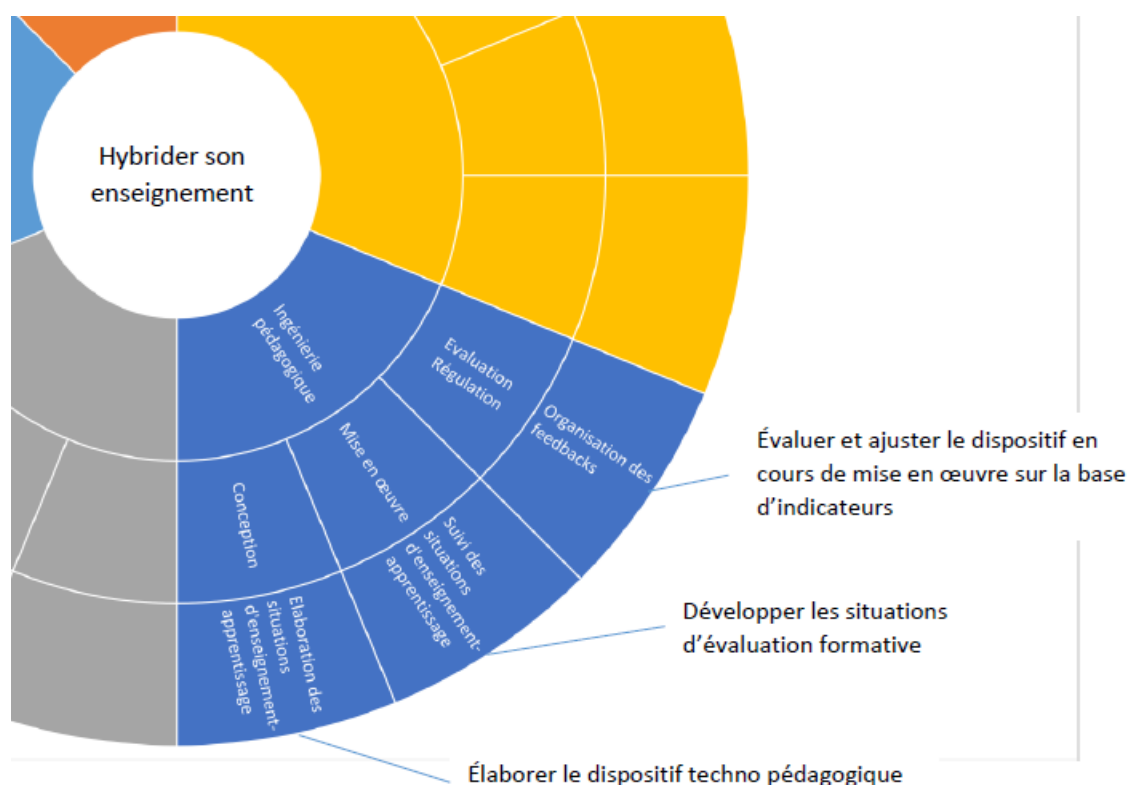 Hybrider son
enseignement
Ingénierie
pédagogique
Evaluation
Régulation
Mise en œuvre
Conception
Organisation des
feedbacks
Suivi des
situations
d'enseignement-
apprentissage
Elaboration des
situations
d'enseignement-
apprentissage
Évaluer et ajuster le dispositif en
cours de mise en œuvre sur la base
d'indicateurs
Développer les situations
d'évaluation formative
Élaborer le dispositif techno pédagogique